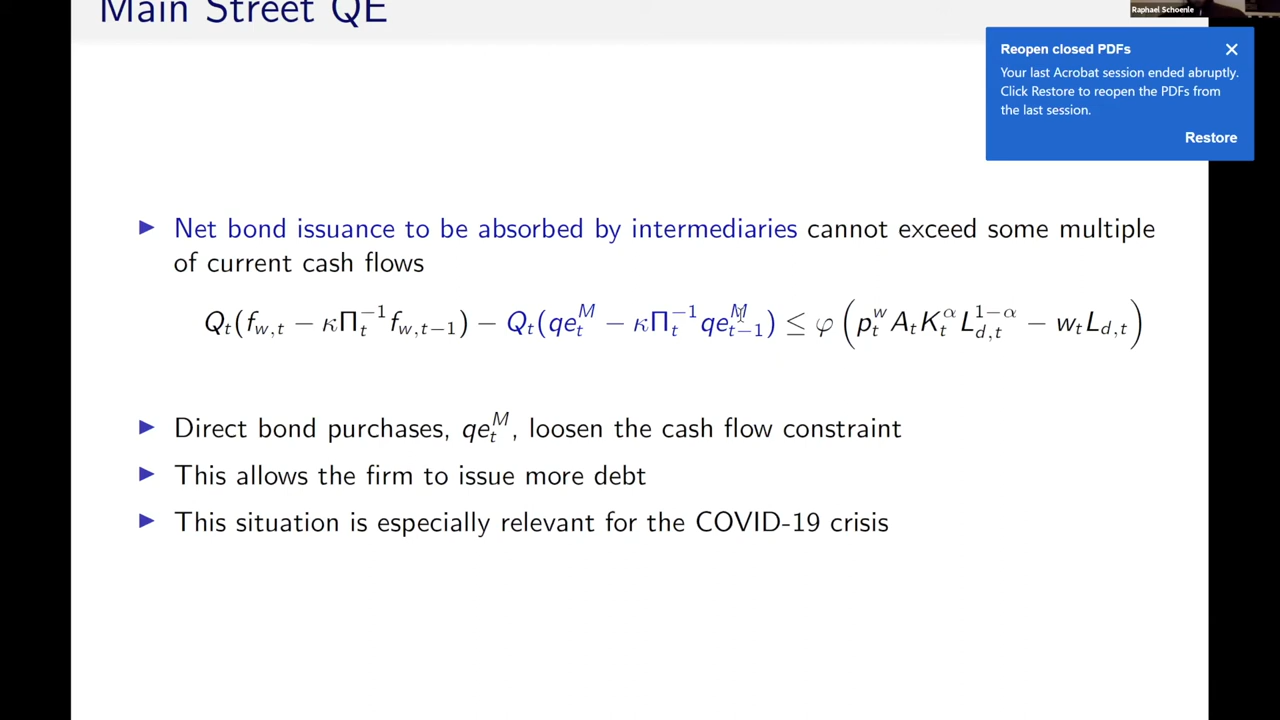 Main Street QE
Raphael Schoenle
Reopen closed PDFs
Your last Acrobat session ended abruptly.
Click Restore to reopen the PDFs from
the last session.
Restore
Net bond issuance to be absorbed by intermediaries cannot exceed some multiple
of current cash flows
Q_t(f_{w,t} − κΠ_t^{−1}f_{w,t−1}) − Q_t(qe_t^M − κΠ_t^{−1}qe_{t−1}^M) ≤ φ(p_t^w A_t K_t^α L_{d,t}^{1−α} − w_t L_{d,t})
Direct bond purchases, qe_t^M, loosen the cash flow constraint
This allows the firm to issue more debt
This situation is especially relevant for the COVID-19 crisis